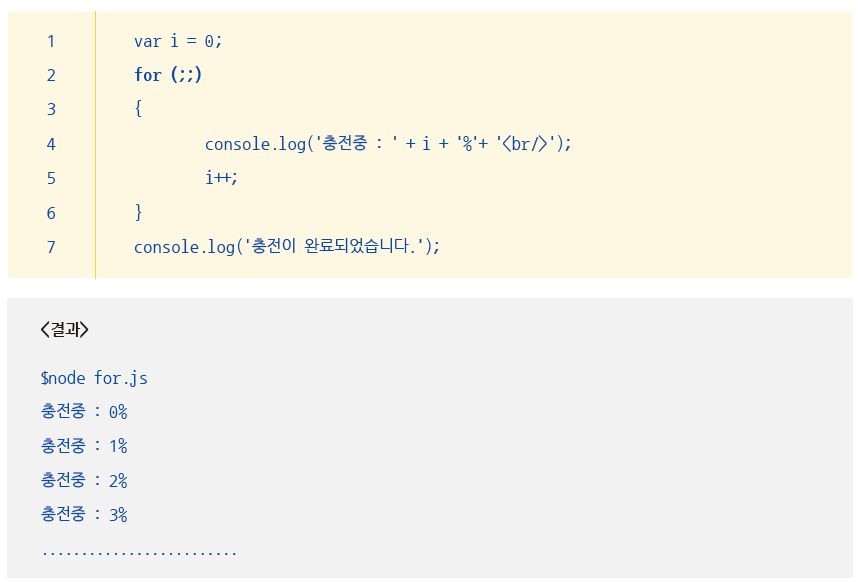 1 var i = 0;
2 for (;;)
3 {
4 console.log('충전중 : ' + i + '%'+ '<br/>');
5 i++;
6 }
7 console.log('충전이 완료되었습니다.');
<결과>
$node for.js
충전중 : 0%
충전중 : 1%
충전중 : 2%
충전중 : 3%
.........................